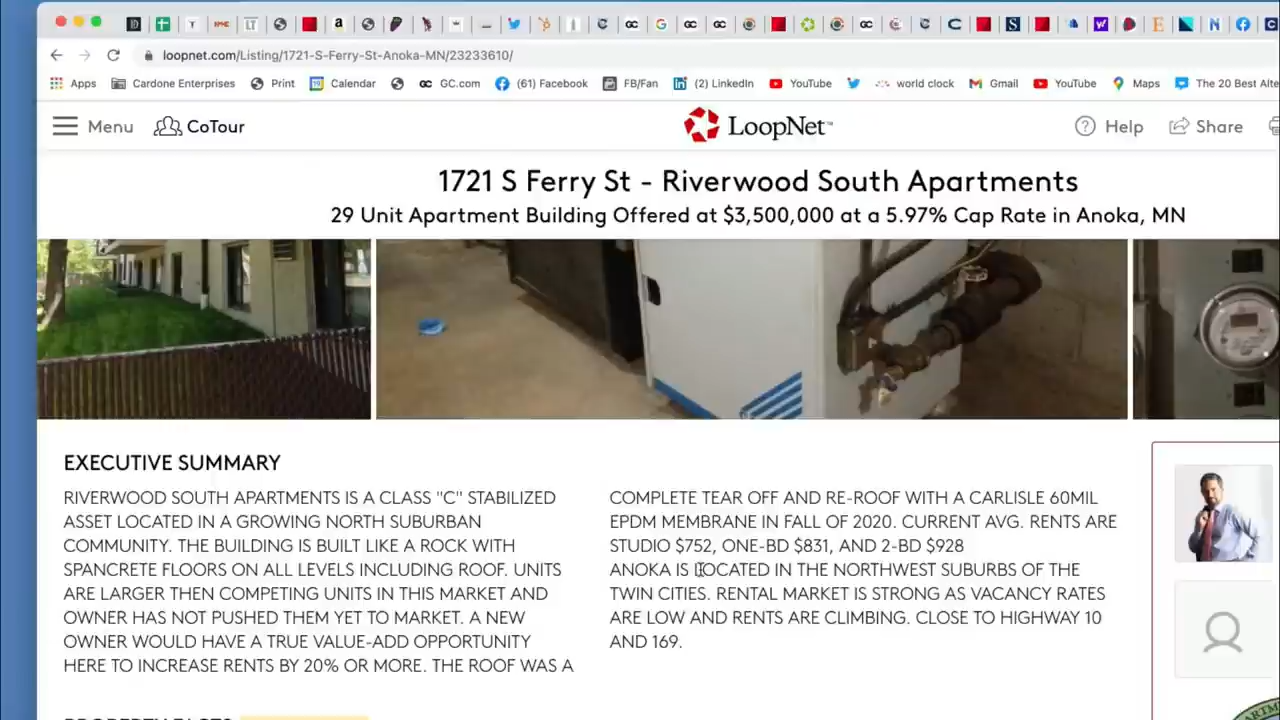 loopnet.com/Listing/1721-S-Ferry-St-Anoka-MN/23233610/
Apps Cardone Enterprises Print Calendar GC.com (61) Facebook FB/Fan (2) LinkedIn YouTube world clock Gmail YouTube Maps The 20 Best Alte
Menu CoTour LoopNet™ Help Share
1721 S Ferry St - Riverwood South Apartments
29 Unit Apartment Building Offered at $3,500,000 at a 5.97% Cap Rate in Anoka, MN
EXECUTIVE SUMMARY
RIVERWOOD SOUTH APARTMENTS IS A CLASS "C" STABILIZED
ASSET LOCATED IN A GROWING NORTH SUBURBAN
COMMUNITY. THE BUILDING IS BUILT LIKE A ROCK WITH
SPANCRETE FLOORS ON ALL LEVELS INCLUDING ROOF. UNITS
ARE LARGER THEN COMPETING UNITS IN THIS MARKET AND
OWNER HAS NOT PUSHED THEM YET TO MARKET. A NEW
OWNER WOULD HAVE A TRUE VALUE-ADD OPPORTUNITY
HERE TO INCREASE RENTS BY 20% OR MORE. THE ROOF WAS A
COMPLETE TEAR OFF AND RE-ROOF WITH A CARLISLE 60MIL
EPDM MEMBRANE IN FALL OF 2020. CURRENT AVG. RENTS ARE
STUDIO $752, ONE-BD $831, AND 2-BD $928
ANOKA IS LOCATED IN THE NORTHWEST SUBURBS OF THE
TWIN CITIES. RENTAL MARKET IS STRONG AS VACANCY RATES
ARE LOW AND RENTS ARE CLIMBING. CLOSE TO HIGHWAY 10
AND 169.
PROPERTY FACTS